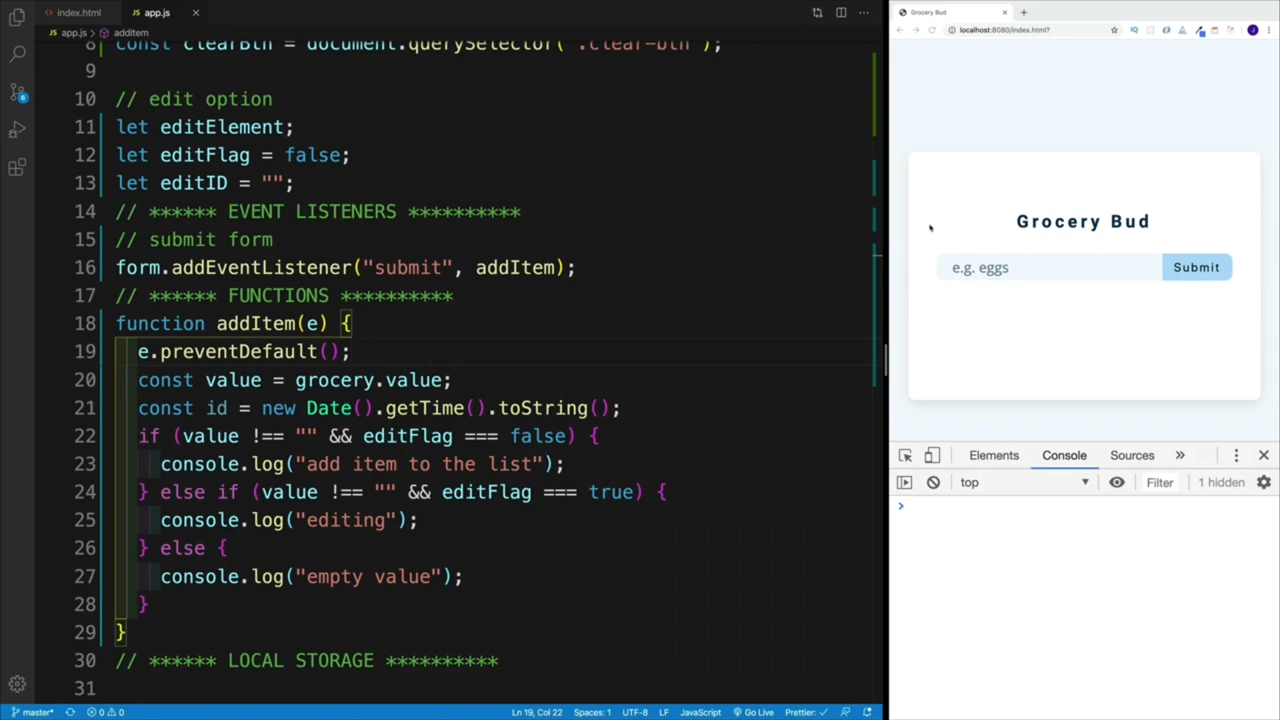 index.html
app.js
app.js > addItem
8 const clearBtn = document.querySelector(".clear-btn");
9
10 // edit option
11 let editElement;
12 let editFlag = false;
13 let editID = "";
14 // ****** EVENT LISTENERS **********
15 // submit form
16 form.addEventListener("submit", addItem);
17 // ****** FUNCTIONS **********
18 function addItem(e) {
19 e.preventDefault();
20 const value = grocery.value;
21 const id = new Date().getTime().toString();
22 if (value !== "" && editFlag === false) {
23 console.log("add item to the list");
24 } else if (value !== "" && editFlag === true) {
25 console.log("editing");
26 } else {
27 console.log("empty value");
28 }
29 }
30 // ****** LOCAL STORAGE **********
31
6
master*
0 0
Ln 19, Col 22
Spaces: 1
UTF-8
LF
JavaScript
Go Live
Prettier: ✓
Grocery Bud
localhost:8080/index.html?
J
Grocery Bud
e.g. eggs
Submit
Elements
Console
Sources
»
top
Filter
1 hidden